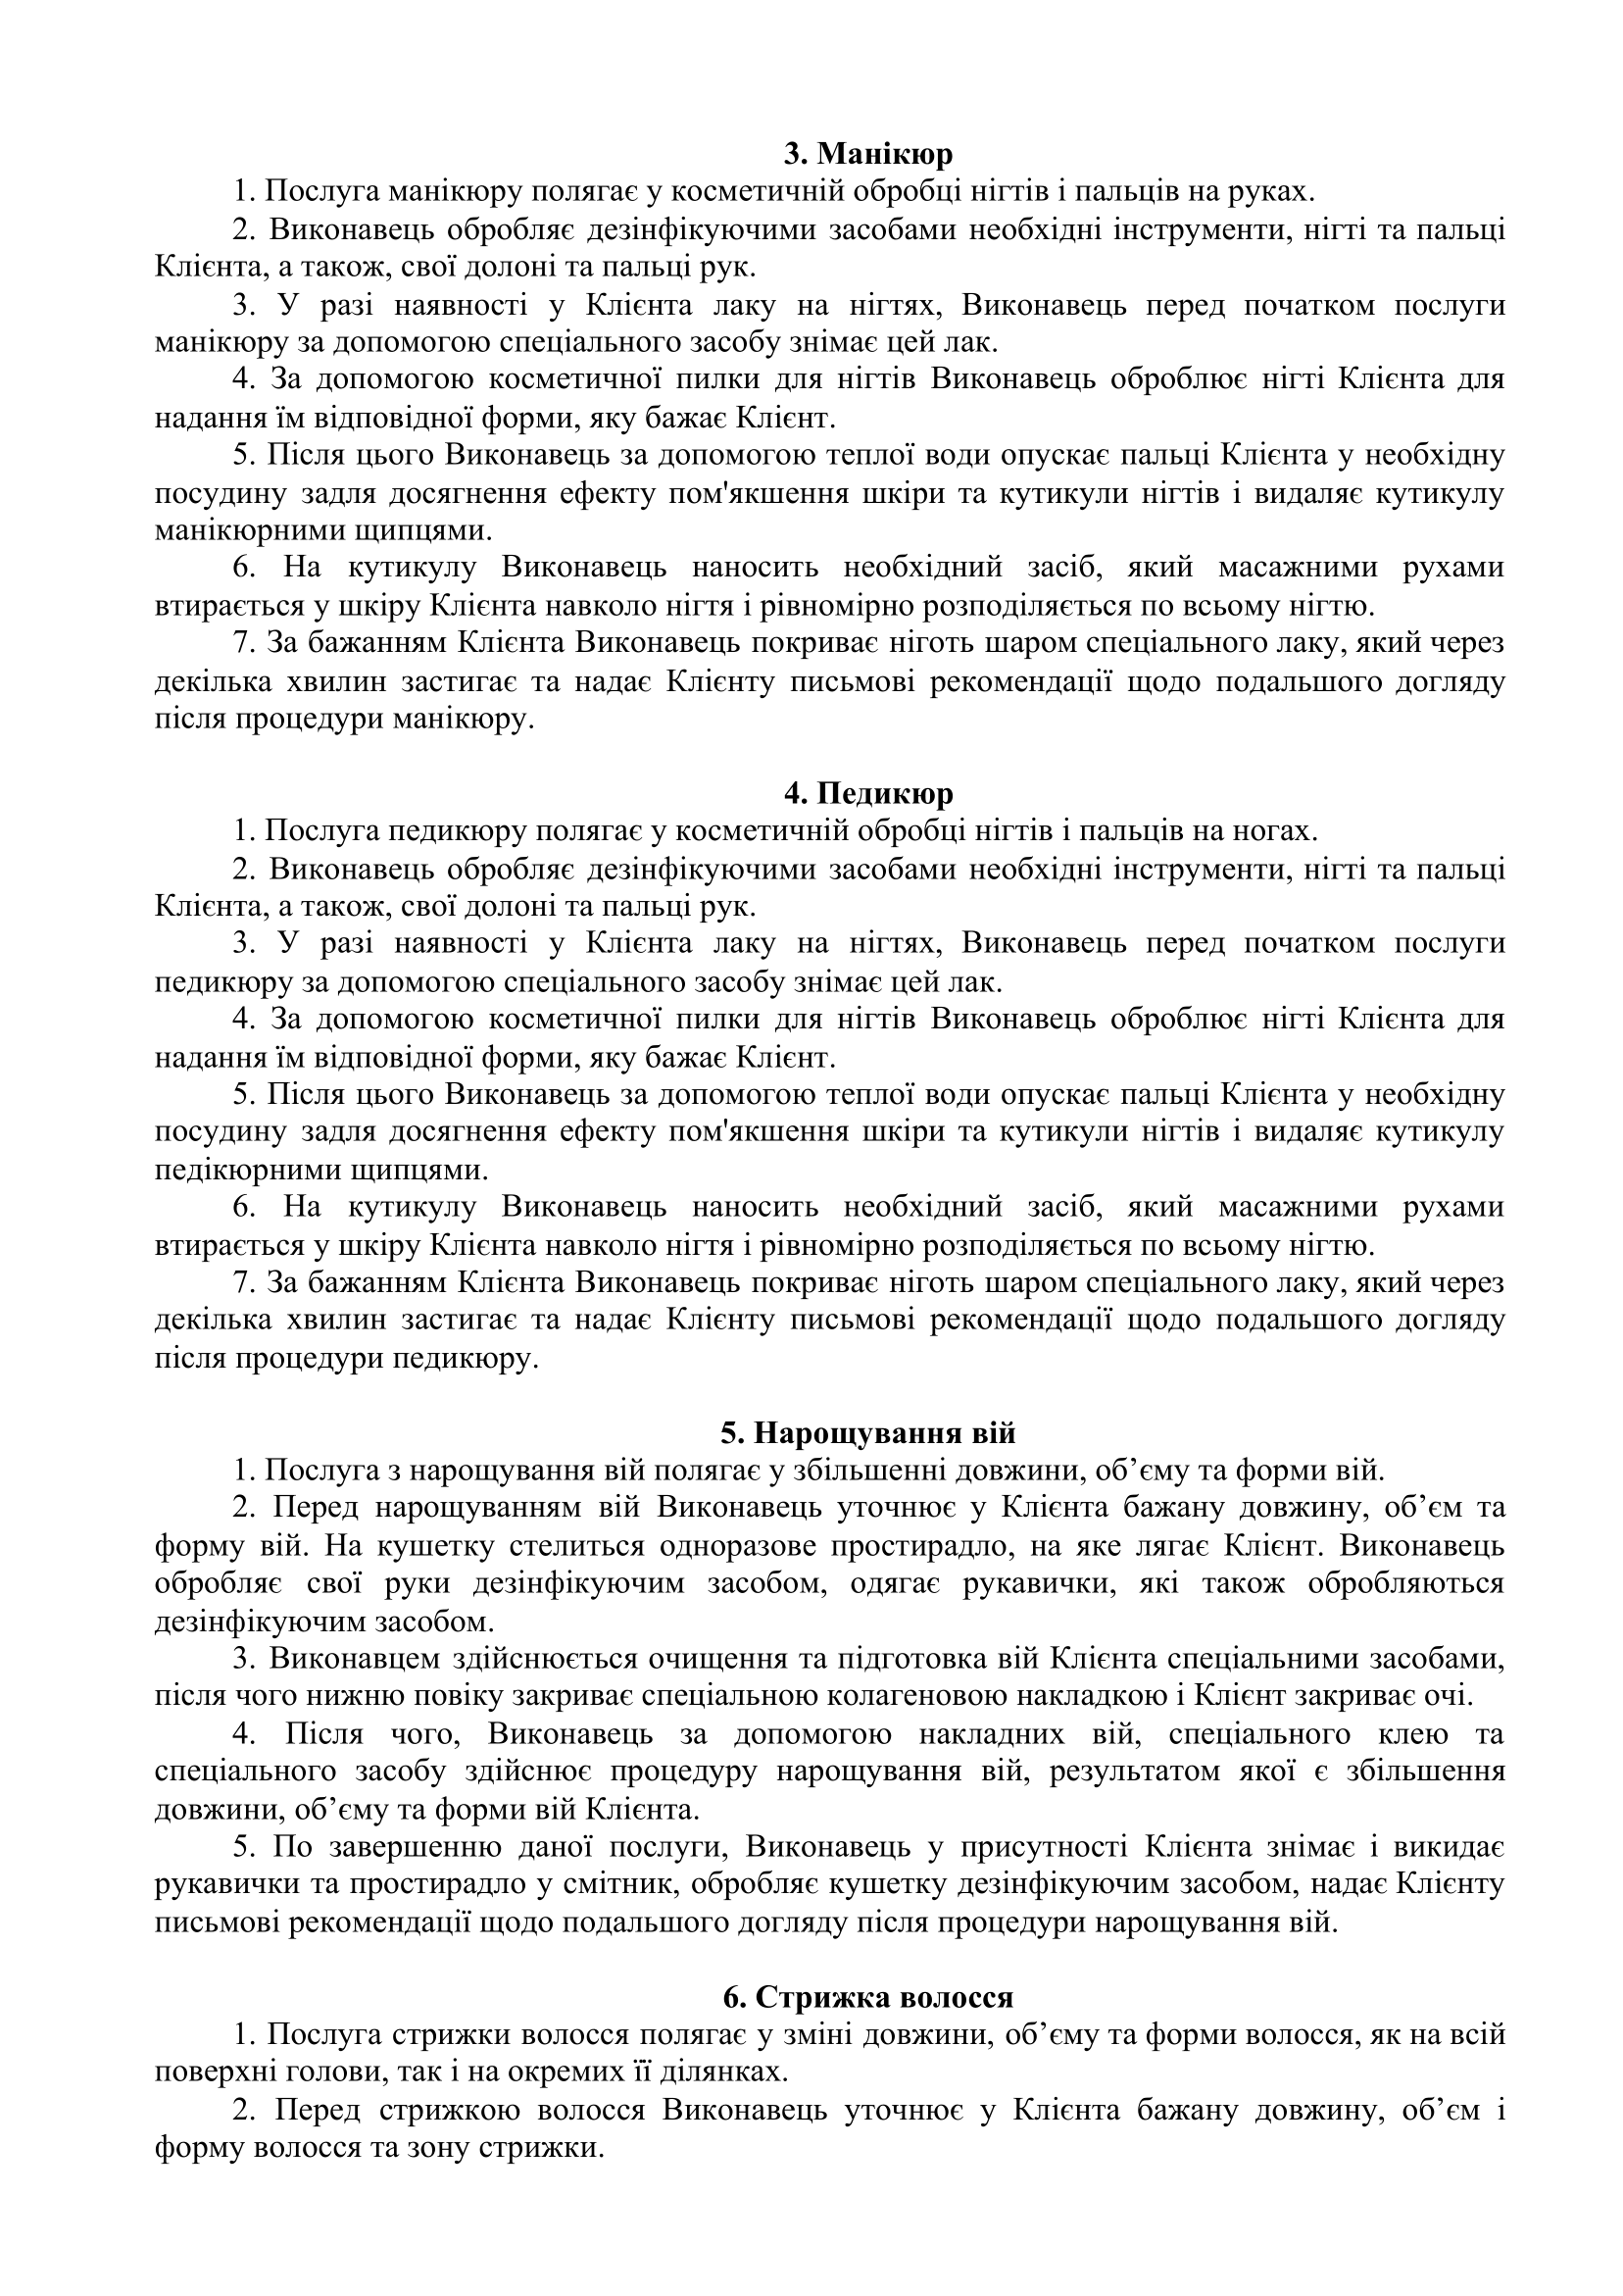 3. Манікюр
1. Послуга манікюру полягає у косметичній обробці нігтів і пальців на руках.
2. Виконавець обробляє дезінфікуючими засобами необхідні інструменти, нігті та пальці
Клієнта, а також, свої долоні та пальці рук.
3. У разі наявності у Клієнта лаку на нігтях, Виконавець перед початком послуги
манікюру за допомогою спеціального засобу знімає цей лак.
4. За допомогою косметичної пилки для нігтів Виконавець оброблює нігті Клієнта для
надання їм відповідної форми, яку бажає Клієнт.
5. Після цього Виконавець за допомогою теплої води опускає пальці Клієнта у необхідну
посудину задля досягнення ефекту пом'якшення шкіри та кутикули нігтів і видаляє кутикулу
манікюрними щипцями.
6. На кутикулу Виконавець наносить необхідний засіб, який масажними рухами
втирається у шкіру Клієнта навколо нігтя і рівномірно розподіляється по всьому нігтю.
7. За бажанням Клієнта Виконавець покриває ніготь шаром спеціального лаку, який через
декілька хвилин застигає та надає Клієнту письмові рекомендації щодо подальшого догляду
після процедури манікюру.
4. Педикюр
1. Послуга педикюру полягає у косметичній обробці нігтів і пальців на ногах.
2. Виконавець обробляє дезінфікуючими засобами необхідні інструменти, нігті та пальці
Клієнта, а також, свої долоні та пальці рук.
3. У разі наявності у Клієнта лаку на нігтях, Виконавець перед початком послуги
педикюру за допомогою спеціального засобу знімає цей лак.
4. За допомогою косметичної пилки для нігтів Виконавець оброблює нігті Клієнта для
надання їм відповідної форми, яку бажає Клієнт.
5. Після цього Виконавець за допомогою теплої води опускає пальці Клієнта у необхідну
посудину задля досягнення ефекту пом'якшення шкіри та кутикули нігтів і видаляє кутикулу
педікюрними щипцями.
6. На кутикулу Виконавець наносить необхідний засіб, який масажними рухами
втирається у шкіру Клієнта навколо нігтя і рівномірно розподіляється по всьому нігтю.
7. За бажанням Клієнта Виконавець покриває ніготь шаром спеціального лаку, який через
декілька хвилин застигає та надає Клієнту письмові рекомендації щодо подальшого догляду
після процедури педикюру.
5. Нарощування вій
1. Послуга з нарощування вій полягає у збільшенні довжини, об’єму та форми вій.
2. Перед нарощуванням вій Виконавець уточнює у Клієнта бажану довжину, об’єм та
форму вій. На кушетку стелиться одноразове простирадло, на яке лягає Клієнт. Виконавець
обробляє свої руки дезінфікуючим засобом, одягає рукавички, які також обробляються
дезінфікуючим засобом.
3. Виконавцем здійснюється очищення та підготовка вій Клієнта спеціальними засобами,
після чого нижню повіку закриває спеціальною колагеновою накладкою і Клієнт закриває очі.
4. Після чого, Виконавець за допомогою накладних вій, спеціального клею та
спеціального засобу здійснює процедуру нарощування вій, результатом якої є збільшення
довжини, об’єму та форми вій Клієнта.
5. По завершенню даної послуги, Виконавець у присутності Клієнта знімає і викидає
рукавички та простирадло у смітник, обробляє кушетку дезінфікуючим засобом, надає Клієнту
письмові рекомендації щодо подальшого догляду після процедури нарощування вій.
6. Стрижка волосся
1. Послуга стрижки волосся полягає у зміні довжини, об’єму та форми волосся, як на всій
поверхні голови, так і на окремих її ділянках.
2. Перед стрижкою волосся Виконавець уточнює у Клієнта бажану довжину, об’єм і
форму волосся та зону стрижки.